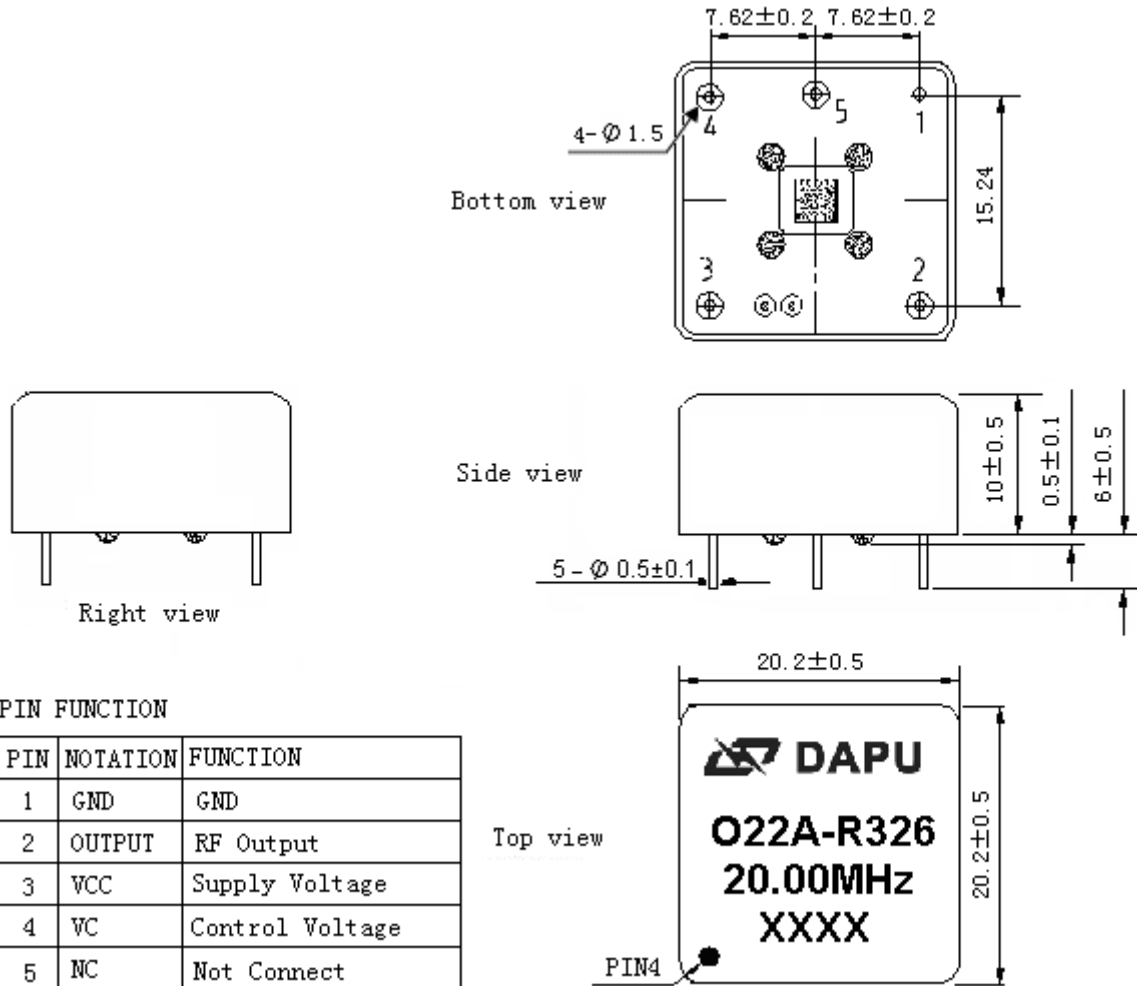 7.62±0.2 7.62±0.2
4 5 1
4-Ø1.5
15.24
Bottom view
3 2
Side view
10±0.5
0.5±0.1
6±0.5
5-Ø0.5±0.1
Right view
20.2±0.5
PIN FUNCTION
PIN NOTATION FUNCTION
1 GND GND
2 OUTPUT RF Output
3 VCC Supply Voltage
4 VC Control Voltage
5 NC Not Connect
Top view
DAPU
O22A-R326
20.00MHz
XXXX
20.2±0.5
PIN4